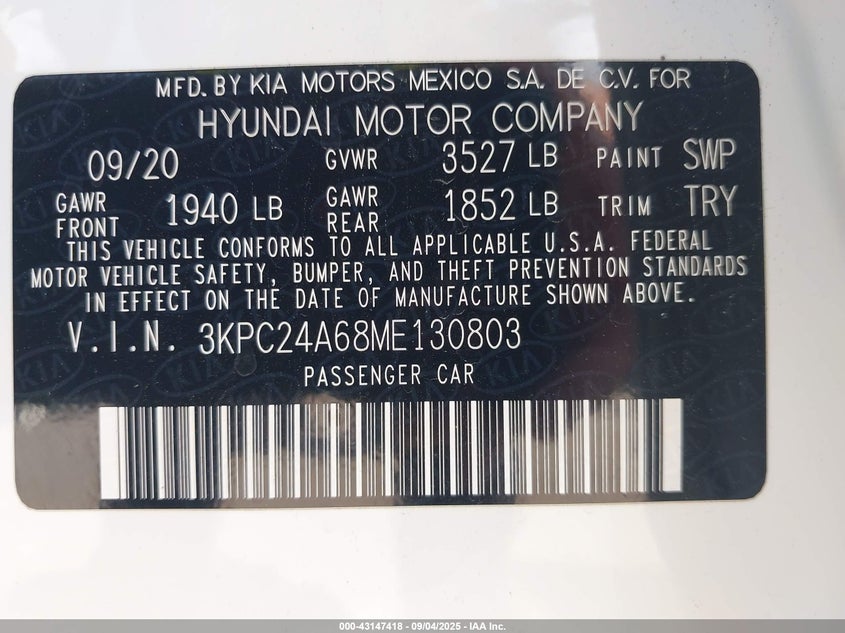 MFD. BY KIA MOTORS MEXICO S.A. DE C.V. FOR
HYUNDAI MOTOR COMPANY
09/20 GVWR 3527 LB PAINT SWP
GAWR FRONT 1940 LB GAWR REAR 1852 LB TRIM TRY
THIS VEHICLE CONFORMS TO ALL APPLICABLE U.S.A. FEDERAL
MOTOR VEHICLE SAFETY, BUMPER, AND THEFT PREVENTION STANDARDS
IN EFFECT ON THE DATE OF MANUFACTURE SHOWN ABOVE.
V.I.N. 3KPC24A68ME130803
PASSENGER CAR
000-43147418 - 09/04/2025 - IAA Inc.